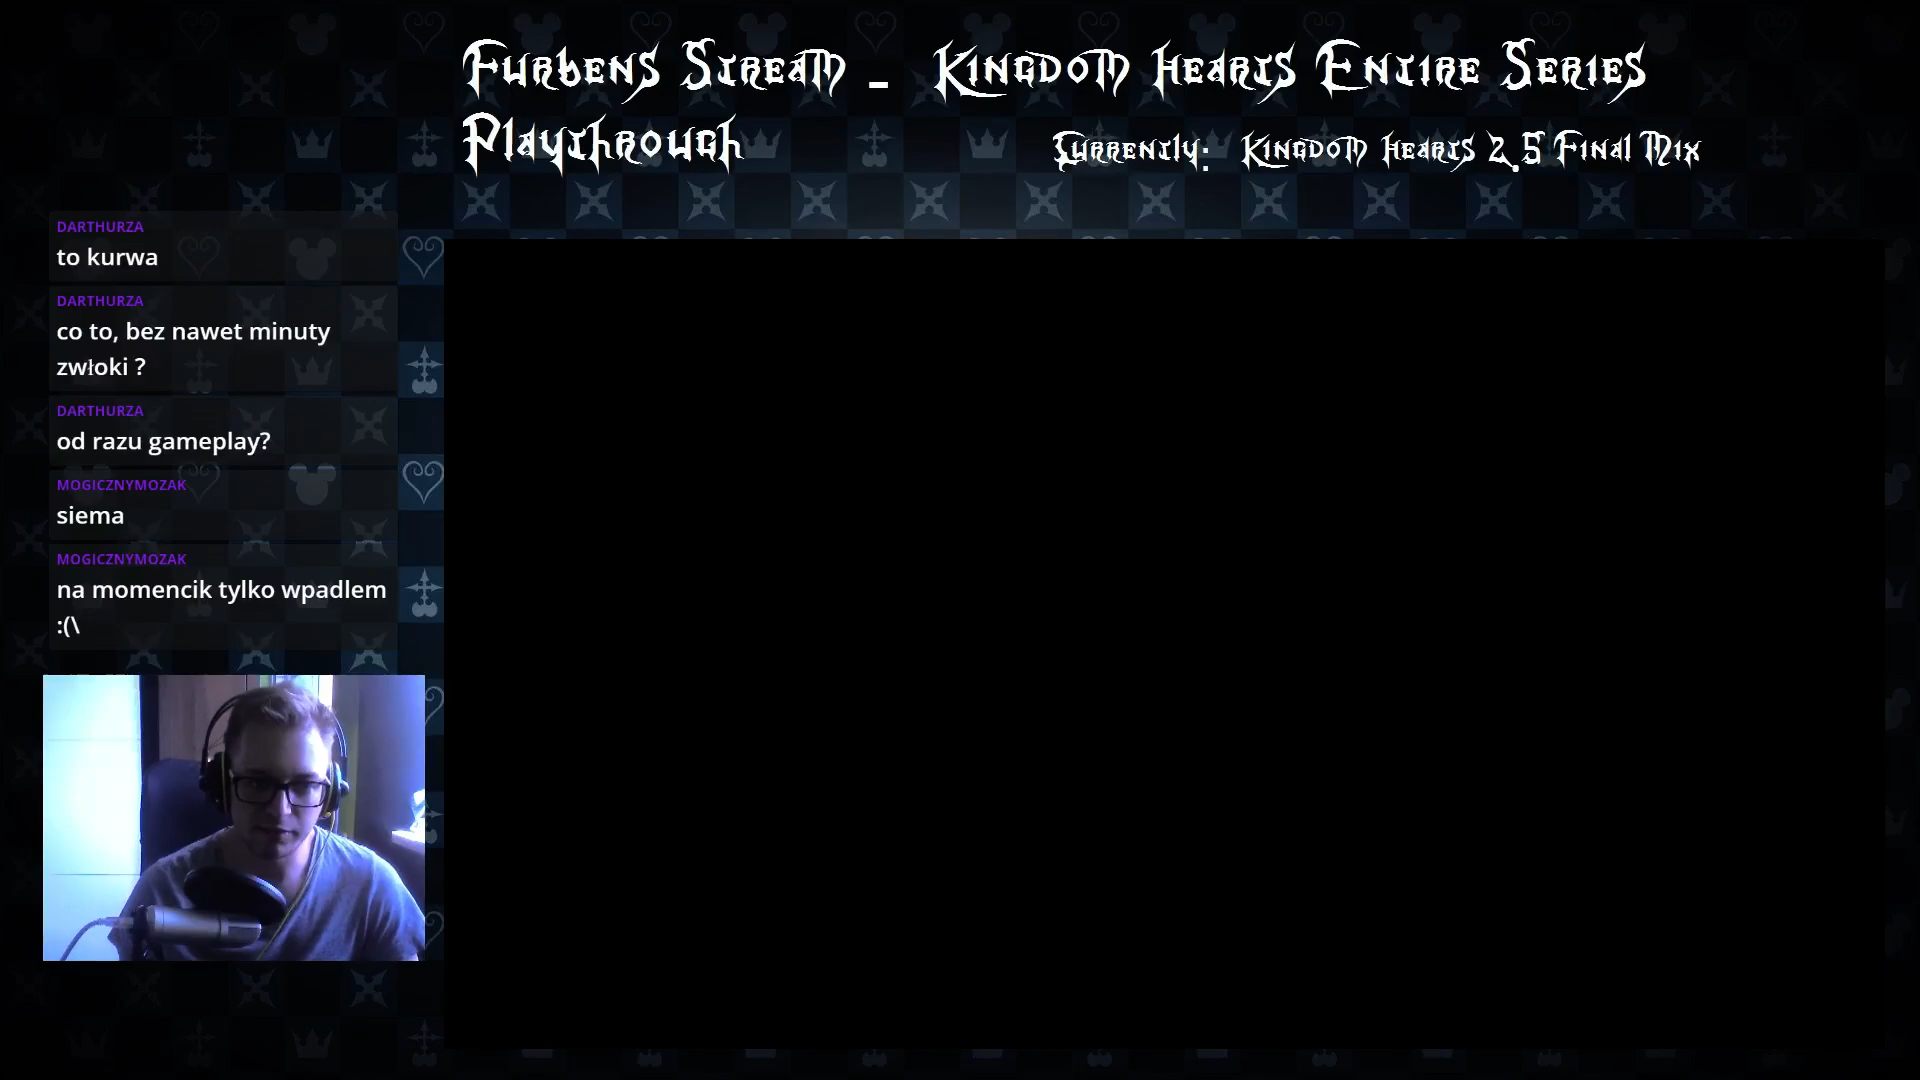 Furbens Stream - Kingdom Hearts Entire Series
Playthrough
Currently: Kingdom Hearts 2.5 Final Mix
DARTHURZA
to kurwa
DARTHURZA
co to, bez nawet minuty
zwłoki ?
DARTHURZA
od razu gameplay?
MOGICZNYMOZAK
siema
MOGICZNYMOZAK
na momencik tylko wpadlem
:(\